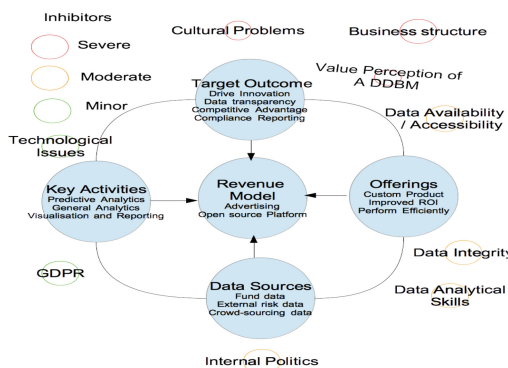 Inhibitors
Severe
Moderate
Minor
Cultural Problems
Business structure
Value Perception of
A DDBM
Target Outcome
Drive Innovation
Data transparency
Competitive Advantage
Compliance Reporting
Data Availability
/ Accessibility
Technological
Issues
Key Activities
Predictive Analytics
General Analytics
Visualisation and Reporting
Revenue
Model
Advertising
Open source Platform
Offerings
Custom Product
Improved ROI
Perform Efficiently
GDPR
Data Sources
Fund data
External risk data
Crowd-sourcing data
Data Integrity
Data Analytical
Skills
Internal Politics